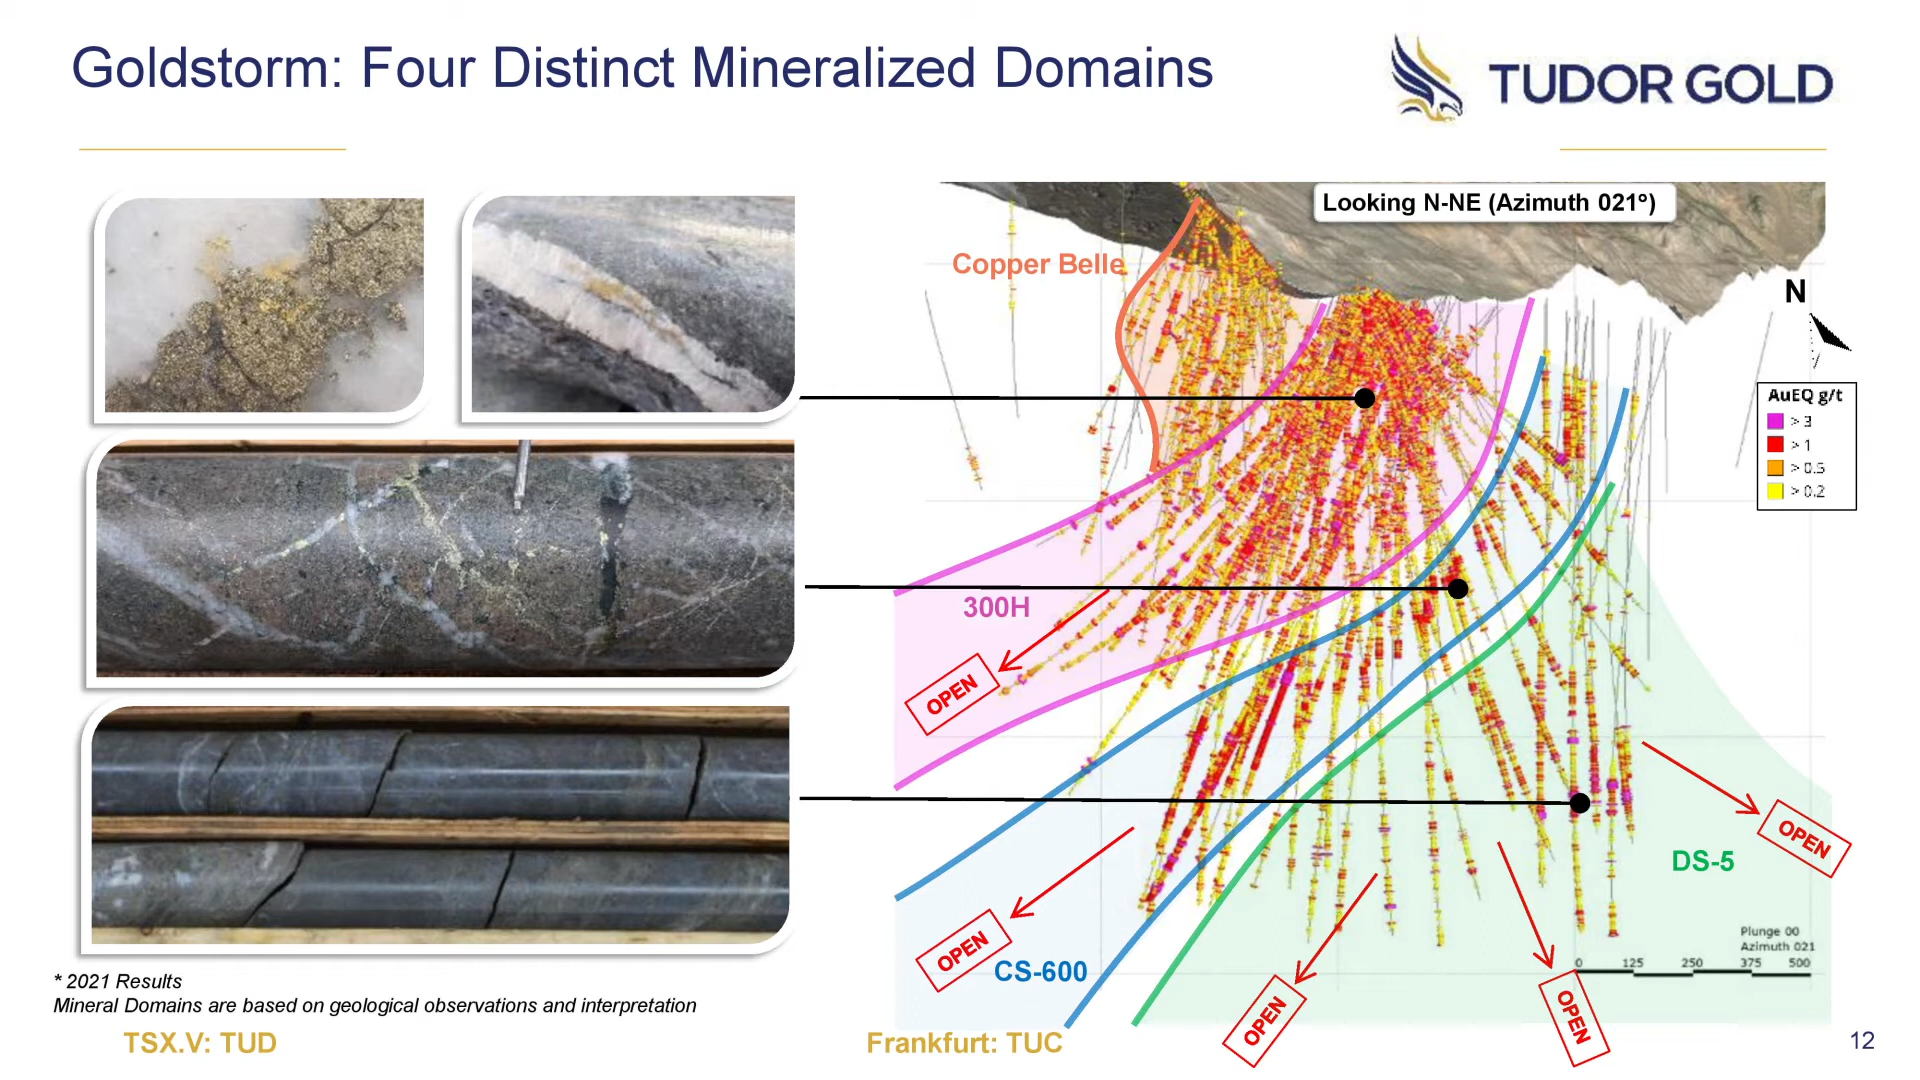 Goldstorm: Four Distinct Mineralized Domains
TUDOR GOLD
Looking N-NE (Azimuth 021°)
Copper Belle
N
AuEQ g/t
> 3
> 1
> 0.5
> 0.2
300H
OPEN
OPEN
DS-5
OPEN
CS-600
OPEN
OPEN
Plunge 00
Azimuth 021
0 125 250 375 500
* 2021 Results
Mineral Domains are based on geological observations and interpretation
TSX.V: TUD
Frankfurt: TUC
12